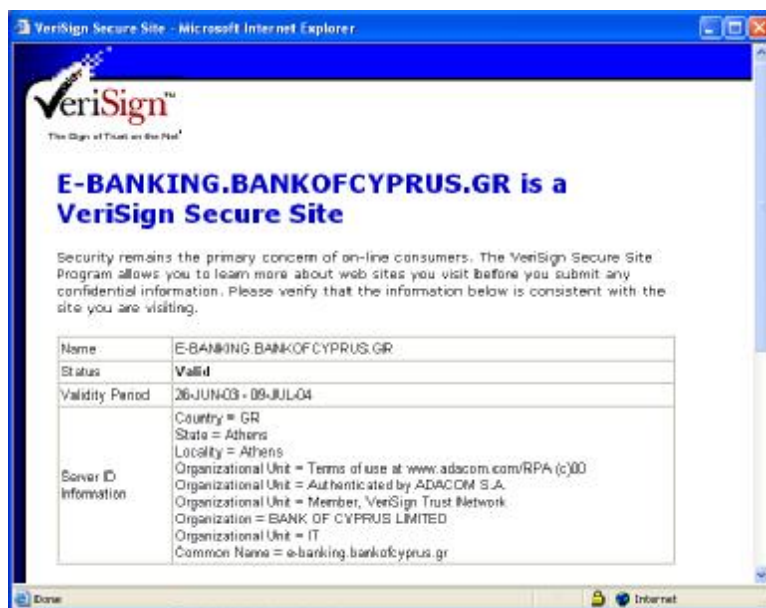 VeriSign Secure Site - Microsoft Internet Explorer
VeriSign™
The Sign of Trust on the Net
E-BANKING.BANKOFCYPRUS.GR is a
VeriSign Secure Site
Security remains the primary concern of on-line consumers. The VeriSign Secure Site
Program allows you to learn more about web sites you visit before you submit any
confidential information. Please verify that the information below is consistent with the
site you are visiting.
Name E-BANKING.BANKOFCYPRUS.GR
Status Valid
Validity Period 26-JUN-03 - 09-JUL-04
Server ID Information
Country = GR
State = Athens
Locality = Athens
Organizational Unit = Terms of use at www.adacom.com/RPA (c)00
Organizational Unit = Authenticated by ADACOM S.A.
Organizational Unit = Member, VeriSign Trust Network
Organization = BANK OF CYPRUS LIMITED
Organizational Unit = IT
Common Name = e-banking.bankofcyprus.gr
Done Internet